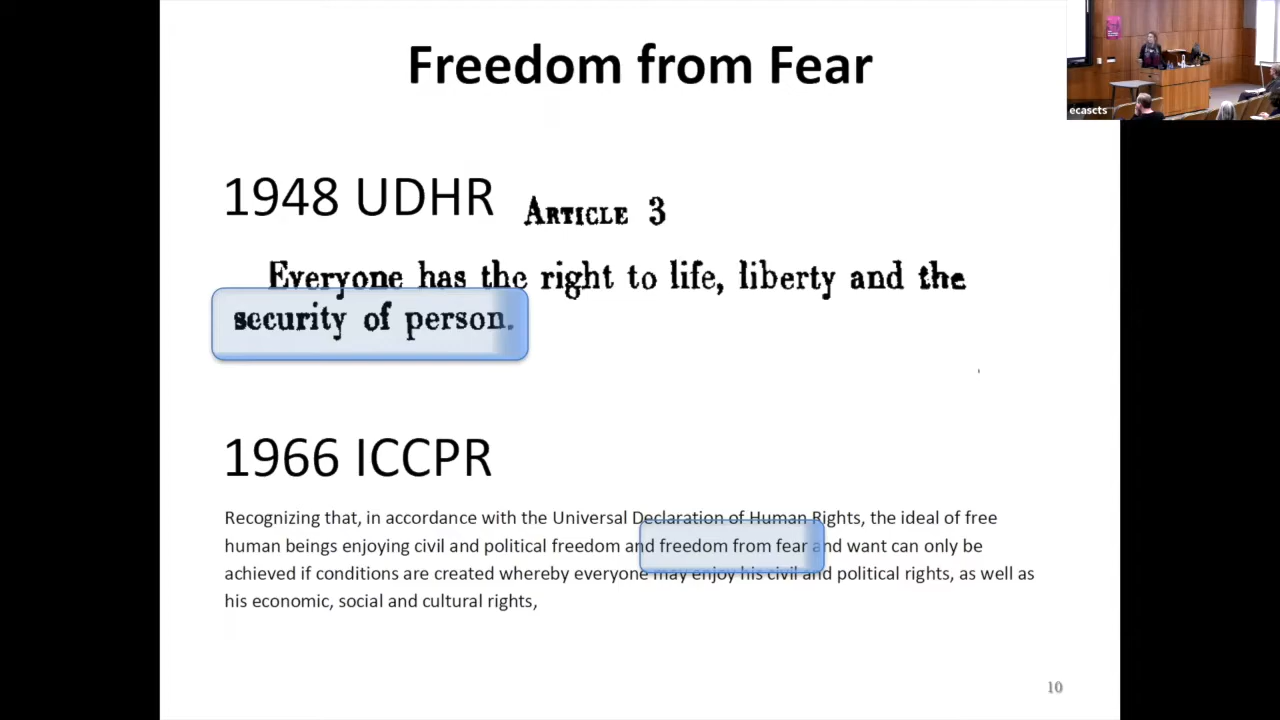 Freedom from Fear
ecascts
1948 UDHR ARTICLE 3
Everyone has the right to life, liberty and the
security of person.
1966 ICCPR
Recognizing that, in accordance with the Universal Declaration of Human Rights, the ideal of free
human beings enjoying civil and political freedom and freedom from fear and want can only be
achieved if conditions are created whereby everyone may enjoy his civil and political rights, as well as
his economic, social and cultural rights,
10